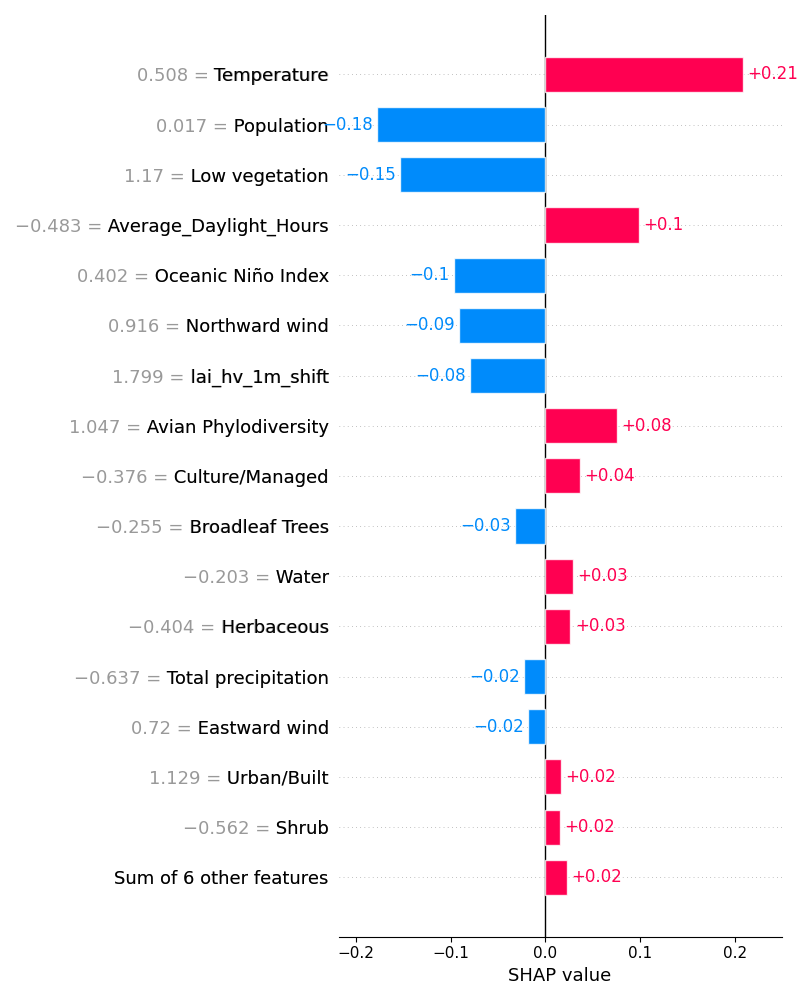 0.508 = Temperature +0.21
0.017 = Population −0.18
1.17 = Low vegetation −0.15
−0.483 = Average_Daylight_Hours +0.1
0.402 = Oceanic Niño Index −0.1
0.916 = Northward wind −0.09
1.799 = lai_hv_1m_shift −0.08
1.047 = Avian Phylodiversity +0.08
−0.376 = Culture/Managed +0.04
−0.255 = Broadleaf Trees −0.03
−0.203 = Water +0.03
−0.404 = Herbaceous +0.03
−0.637 = Total precipitation −0.02
0.72 = Eastward wind −0.02
1.129 = Urban/Built +0.02
−0.562 = Shrub +0.02
Sum of 6 other features +0.02
−0.2 −0.1 0.0 0.1 0.2
SHAP value